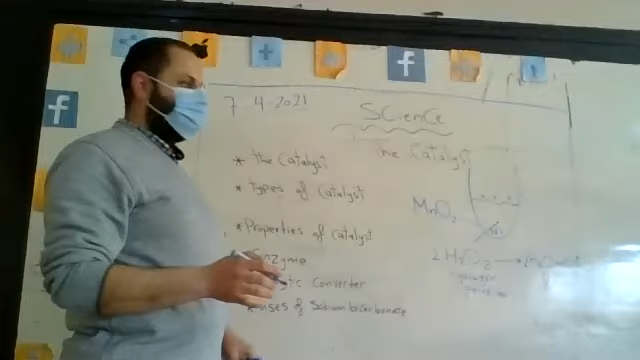 7 4 2021
Science
the Catalyst
* the Catalyst
* types of Catalyst
MnO2
* Properties of Catalyst
* Enzyme
2 H2O2
Converter
* uses of Sodium bicarbonate